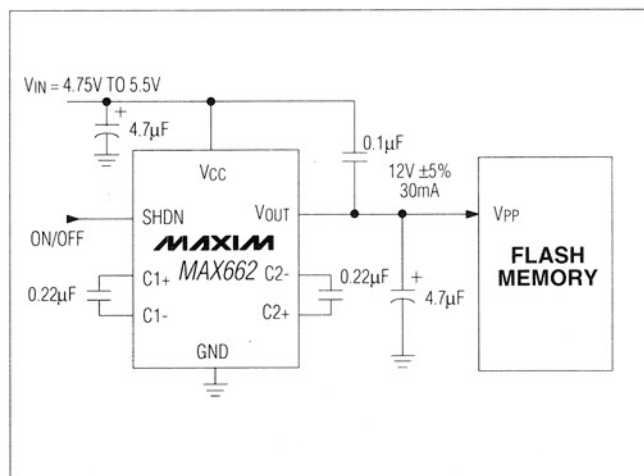 VIN = 4.75V TO 5.5V
+
4.7µF
0.1µF
VCC
12V ±5%
30mA
SHDN
VOUT
VPP
ON/OFF
MAXIM
MAX662
FLASH
MEMORY
0.22µF
C1+
C2-
0.22µF
+
4.7µF
C1-
C2+
GND